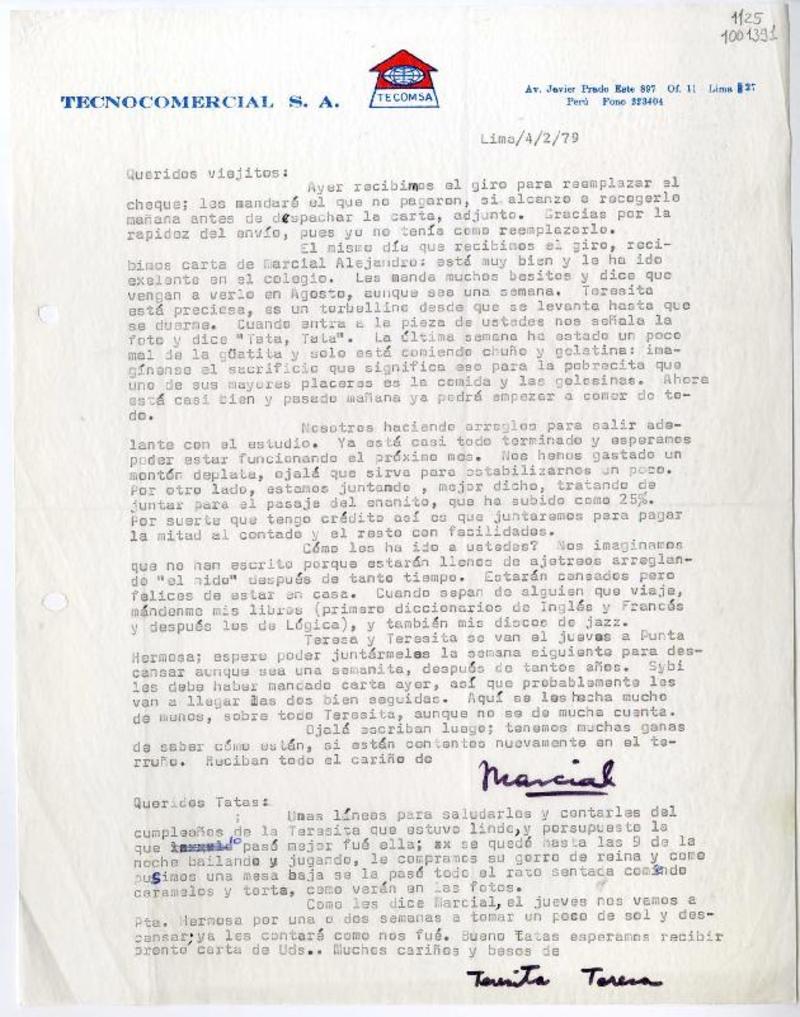 1125
1001391
TECNOCOMERCIAL S. A.
TECOMSA
Av. Javier Prado Este 897 Of. 11 Lima 27
Perú Fono 223404
Lima/4/2/79
Queridos viejitos:
Ayer recibimos el giro para reemplazar el
cheque; les mandaré el que no pagaron, si alcanzo a recogerlo
mañana antes de despachar la carta, adjunto. Gracias por la
rapidez del envío, pues yo no tenía como reemplazarlo.
El mismo día que recibimos el giro, reci-
bimos carta de Marcial Alejandro: está muy bien y le ha ido
exelente en el colegio. Les manda muchos besitos y dice que
vengan a verlo en Agosto, aunque sea una semana. Teresita
está preciosa, es un torbellino desde que se levanta hasta que
se duerme. Cuando entra a la pieza de ustedes nos señala la
foto y dice "Tata, Tata". La última semana ha estado un poco
mal de la güatita y solo está comiendo chuño y gelatina: ima-
gínense el sacrificio que significa eso para la pobrecita que
uno de sus mayores placeres es la comida y las golosinas. Ahora
está casi bien y pasado mañana ya podrá empezar a comer de to-
do.
Nosotros haciendo arreglos para salir ade-
lante con el estudio. Ya está casi todo terminado y esperamos
poder estar funcionando el próximo mes. Nos hemos gastado un
montón deplata, ojalá que sirva para estabilizarnos un poco.
Por otro lado, estamos juntando , mejor dicho, tratando de
juntar para el pasaje del enanito, que ha subido como 25%.
Por suerte que tengo crédito así es que juntaremos para pagar
la mitad al contado y el resto con facilidades.
Cómo les ha ido a ustedes? Nos imaginamos
que no han escrito porque estarán llenos de ajetreos arreglan-
do "el nido" después de tanto tiempo. Estarán cansados pero
felices de estar en casa. Cuando sepan de alguien que viaje,
mándenme mis libros (primero diccionarios de Inglés y Francés
y después los de Lógica), y también mis discos de jazz.
Teresa y Teresita se van el jueves a Punta
Hermosa; espero poder juntármeles la semana siguiente para des-
cansar aunque sea una semanita, después de tantos años. Sybi
les debe haber mandado carta ayer, así que probablemente les
van a llegar las dos bien seguidas. Aquí se les hecha mucho
de menos, sobre todo Teresita, aunque no se de mucha cuenta.
Ojalá escriban luego; tenemos muchas ganas
de saber cómo están, si están contentos nuevamente en el te-
rruño. Reciban todo el cariño de
Marcial
Queridos Tatas:
Unas líneas para saludarlos y contarles del
cumpleaños de la Teresita que estuvo lindo, y porsupuesto la
que lo pasó mejor fué ella; se quedó hasta las 9 de la
noche bailando y jugando, le compramos su gorro de reina y como
pusimos una mesa baja se la pasó todo el rato sentada comiendo
caramelos y torta, como verán en las fotos.
Como les dice Marcial, el jueves nos vamos a
Pta. Hermosa por una o dos semanas a tomar un poco de sol y des-
cansar; ya les contaré como nos fué. Bueno Tatas esperamos recibir
pronto carta de Uds.. Muchos cariños y besos de
Teresita Teresa